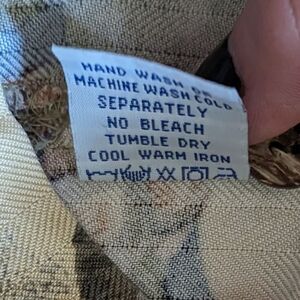 HAND WASH OR
MACHINE WASH COLD
SEPARATELY
NO BLEACH
TUMBLE DRY
COOL WARM IRON